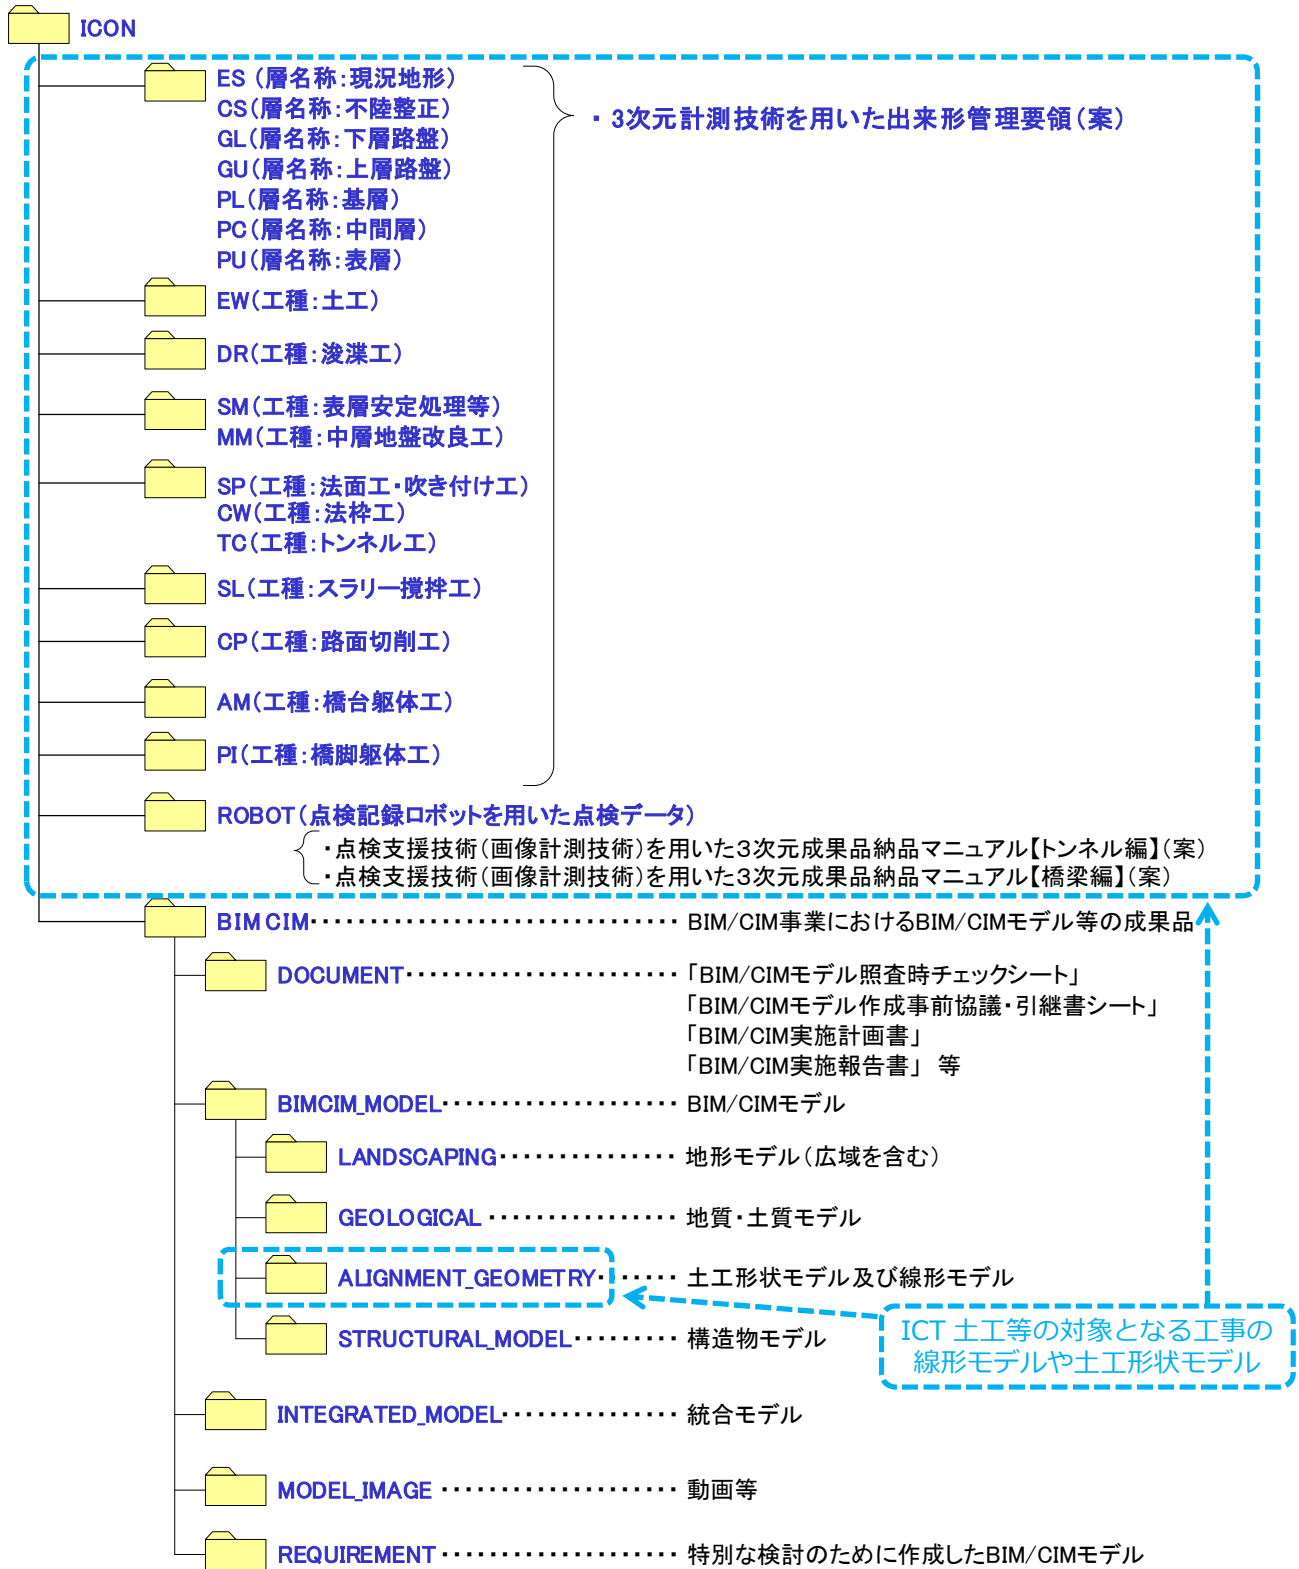 ICON
ES（層名称：現況地形）
CS（層名称：不陸整正）
・3次元計測技術を用いた出来形管理要領（案）
GL（層名称：下層路盤）
GU（層名称：上層路盤）
PL（層名称：基層）
PC（層名称：中間層）
PU（層名称：表層）
EW（工種：土工）
DR（工種：浚渫工）
SM（工種：表層安定処理等）
MM（工種：中層地盤改良工）
SP（工種：法面工・吹き付け工）
CW（工種：法枠工）
TC（工種：トンネル工）
SL（工種：スラリー撹拌工）
CP（工種：路面切削工）
AM（工種：橋台躯体工）
PI（工種：橋脚躯体工）
ROBOT（点検記録ロボットを用いた点検データ）
・点検支援技術（画像計測技術）を用いた３次元成果品納品マニュアル【トンネル編】（案）
・点検支援技術（画像計測技術）を用いた３次元成果品納品マニュアル【橋梁編】（案）
BIMCIM・・・・・・・・・・・・・・・・・・・・・・・・・・・・・・・BIM/CIM事業におけるBIM/CIMモデル等の成果品
DOCUMENT・・・・・・・・・・・・・・・・・・・・・・・「BIM/CIMモデル照査時チェックシート」
「BIM/CIMモデル作成事前協議・引継書シート」
「BIM/CIM実施計画書」
「BIM/CIM実施報告書」 等
BIMCIM_MODEL・・・・・・・・・・・・・・・・・・・・BIM/CIMモデル
LANDSCAPING・・・・・・・・・・・・・・・地形モデル（広域を含む）
GEOLOGICAL・・・・・・・・・・・・・・・・地質・土質モデル
ALIGNMENT_GEOMETRY・・・・・・・土工形状モデル及び線形モデル
STRUCTURAL_MODEL・・・・・・・・・構造物モデル
ICT 土工等の対象となる工事の
線形モデルや土工形状モデル
INTEGRATED_MODEL・・・・・・・・・・・・・・・統合モデル
MODEL_IMAGE・・・・・・・・・・・・・・・・・・・・動画等
REQUIREMENT・・・・・・・・・・・・・・・・・・・・特別な検討のために作成したBIM/CIMモデル